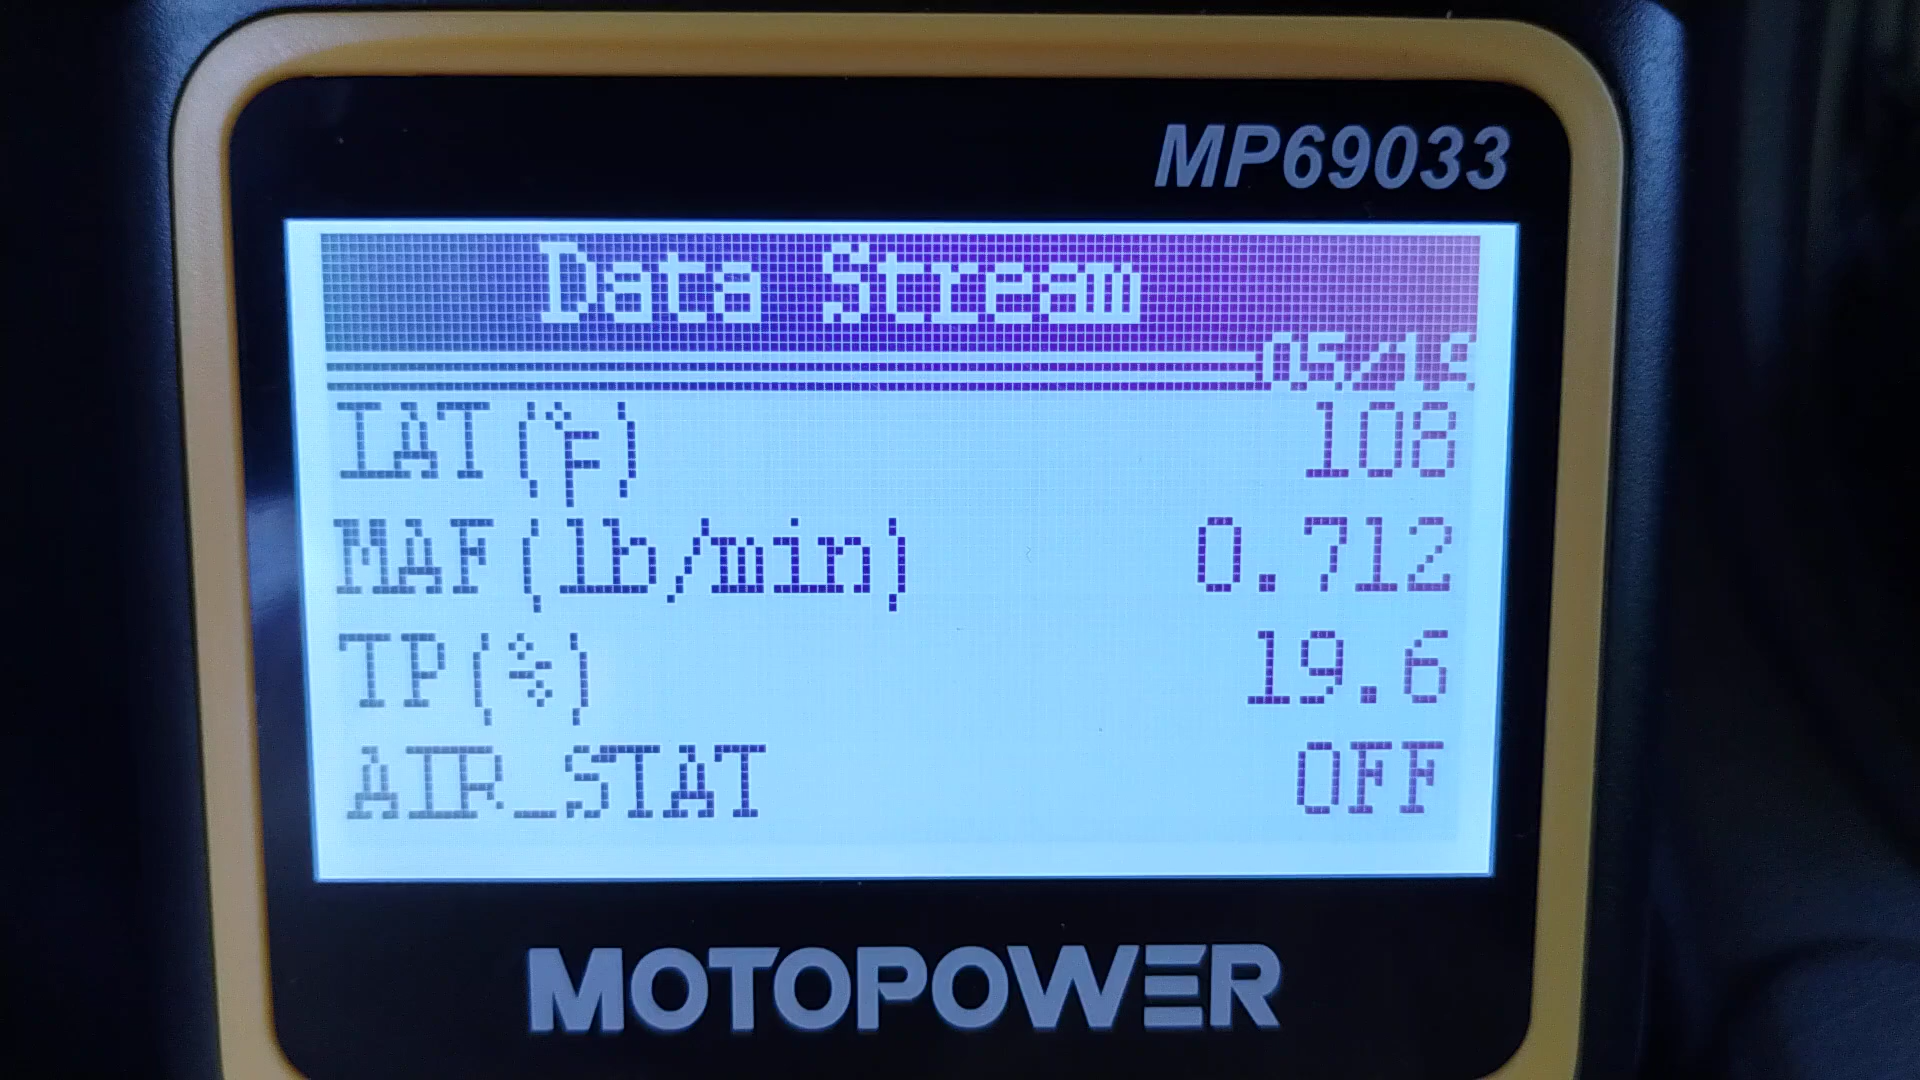 MP69033
Data Stream
05/19
IAT(°F) 108
MAF(lb/min) 0.712
TP(%) 19.6
AIR_STAT OFF
MOTOPOWER